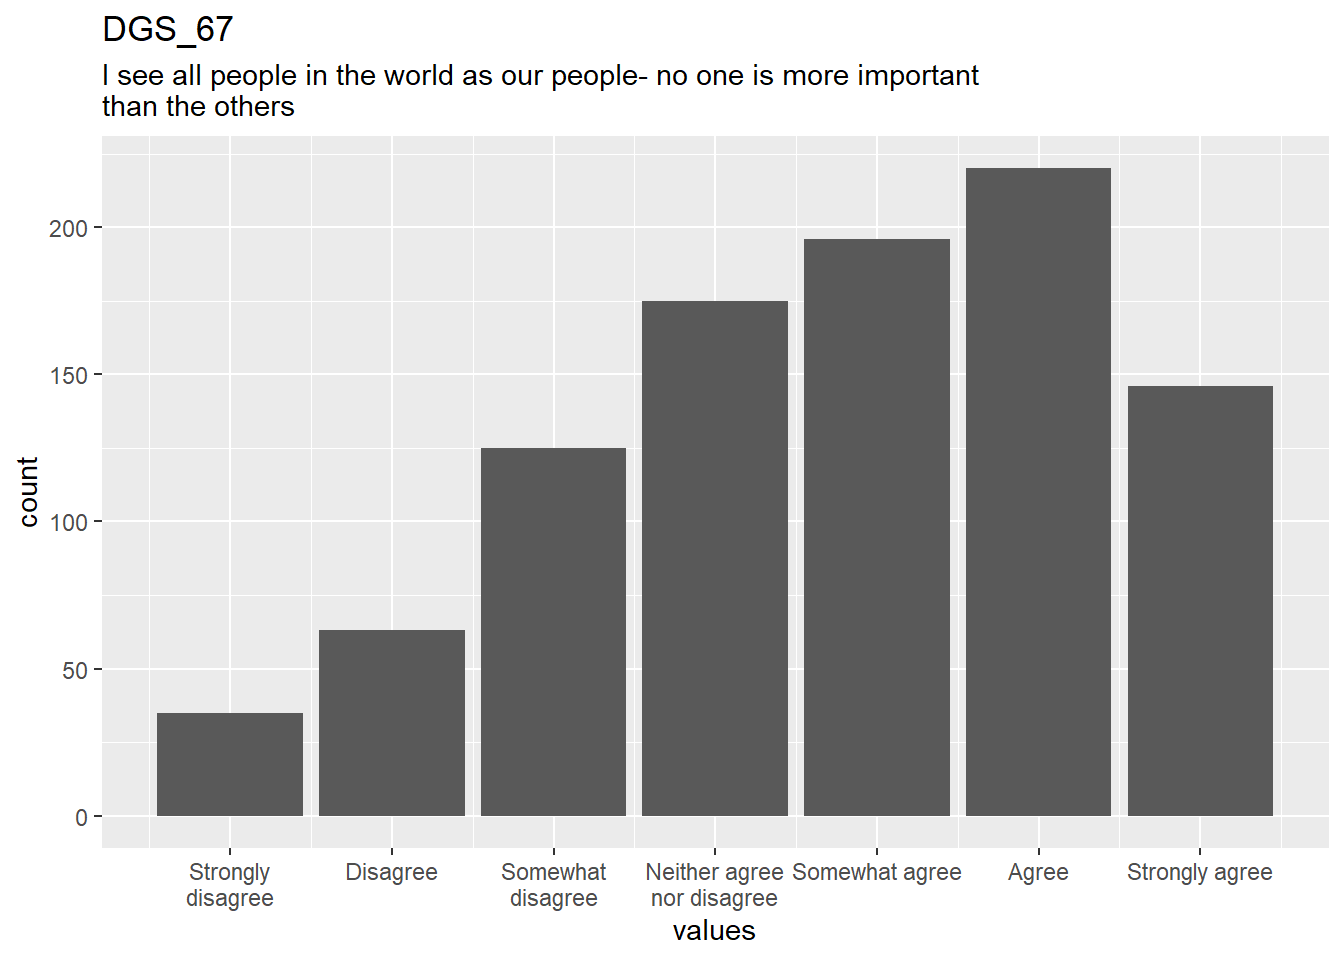 DGS_67
I see all people in the world as our people- no one is more important
than the others
200
150
100
50
0
count
Strongly
disagree
Disagree
Somewhat
disagree
Neither agree
nor disagree
Somewhat agree
Agree
Strongly agree
values